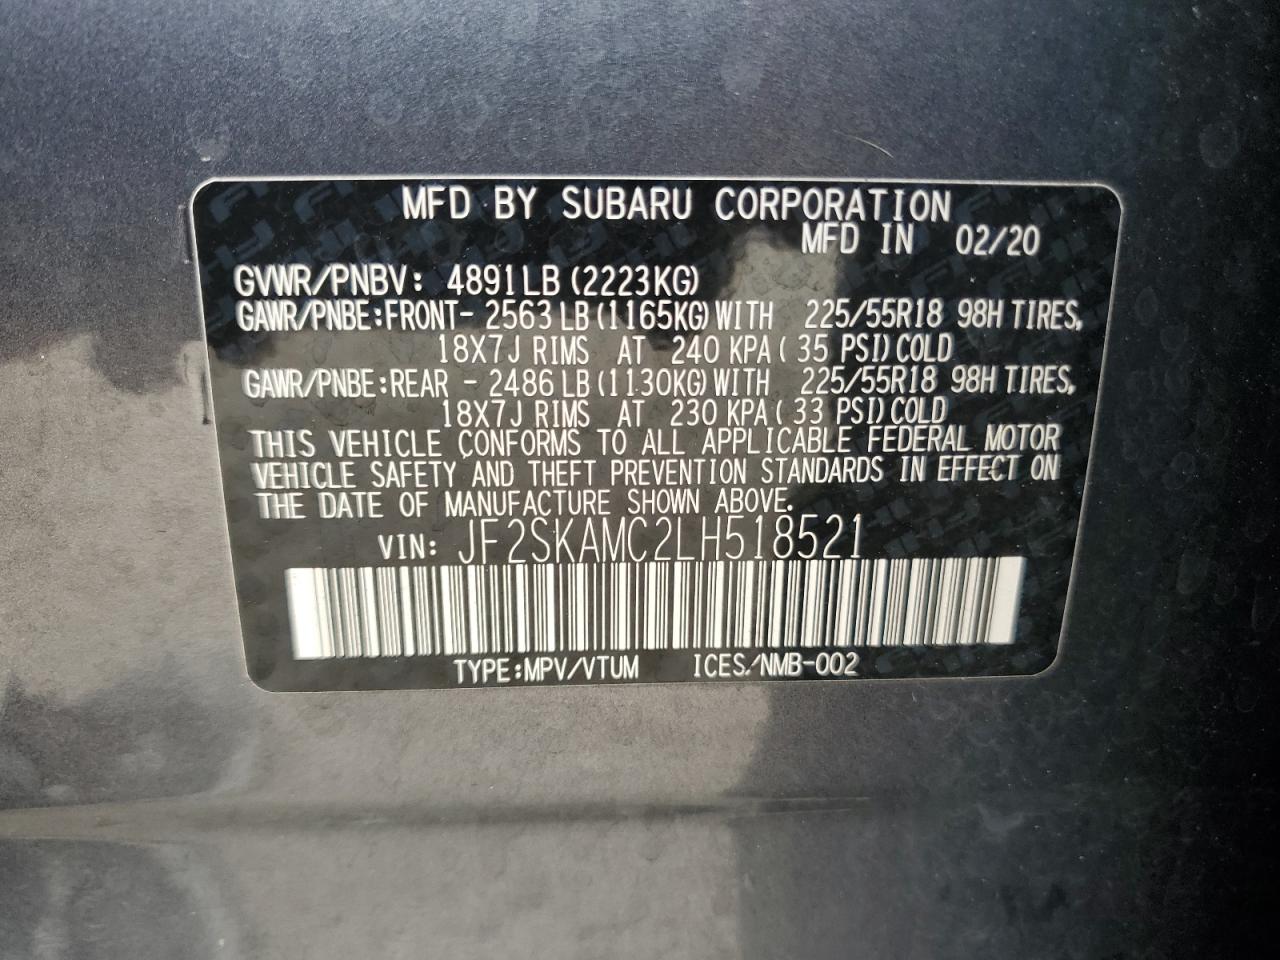 MFD BY SUBARU CORPORATION
MFD IN 02/20
GVWR/PNBV: 4891LB (2223KG)
GAWR/PNBE:FRONT- 2563 LB (1165KG) WITH 225/55R18 98H TIRES,
18X7J RIMS AT 240 KPA ( 35 PSI) COLD
GAWR/PNBE:REAR - 2486 LB (1130KG) WITH 225/55R18 98H TIRES,
18X7J RIMS AT 230 KPA ( 33 PSI) COLD
THIS VEHICLE CONFORMS TO ALL APPLICABLE FEDERAL MOTOR
VEHICLE SAFETY AND THEFT PREVENTION STANDARDS IN EFFECT ON
THE DATE OF MANUFACTURE SHOWN ABOVE.
VIN: JF2SKAMC2LH518521
TYPE:MPV/VTUM ICES/NMB-002